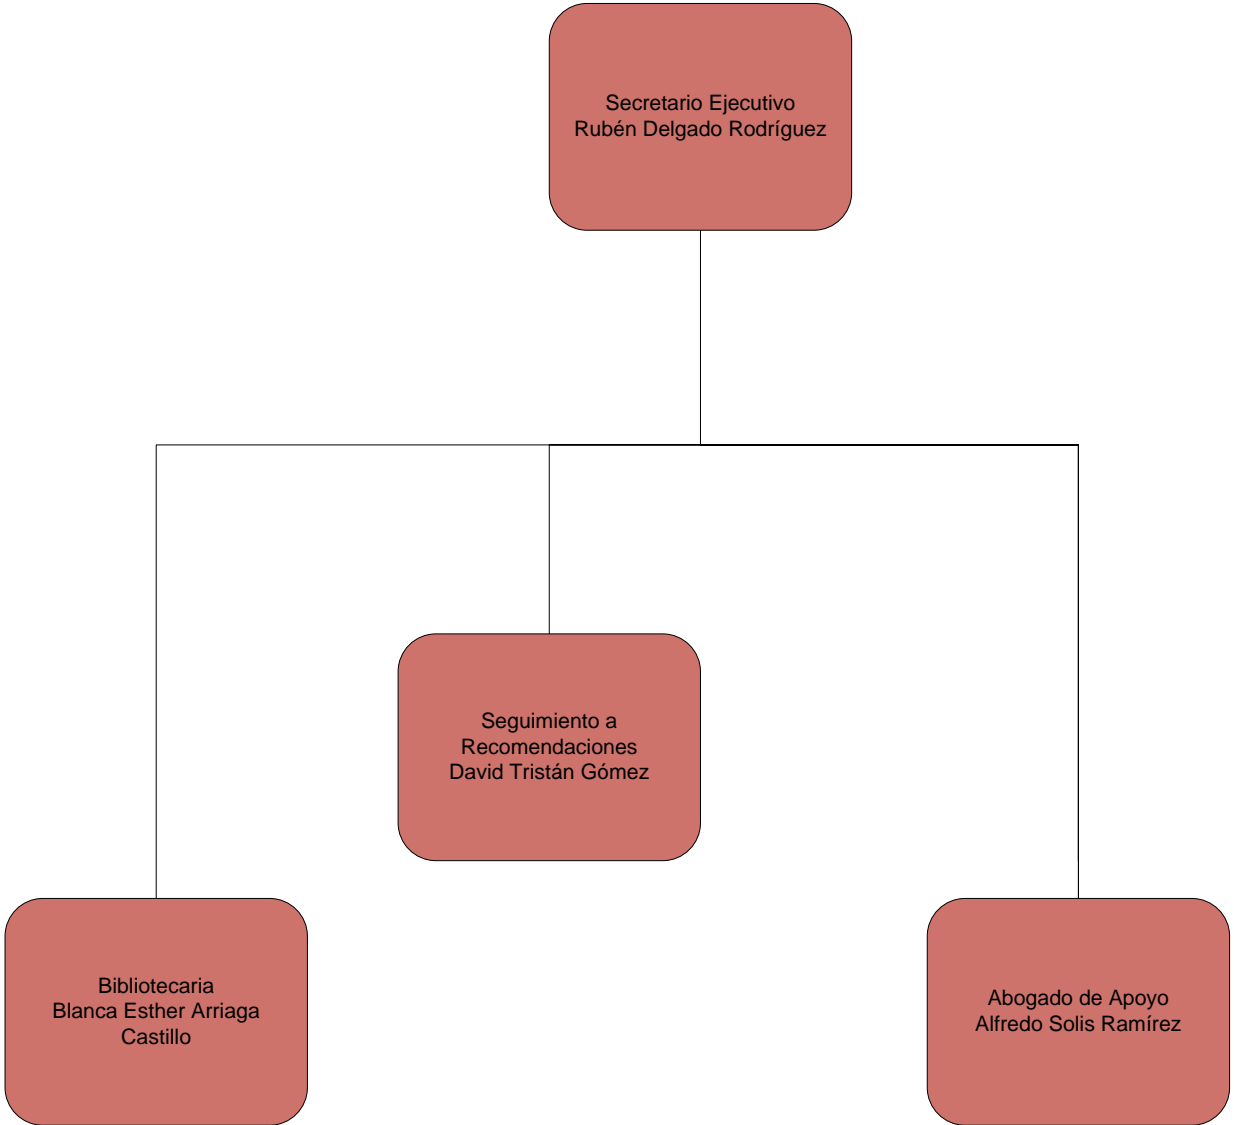 Secretario Ejecutivo
Rubén Delgado Rodríguez
Seguimiento a
Recomendaciones
David Tristán Gómez
Bibliotecaria
Blanca Esther Arriaga
Castillo
Abogado de Apoyo
Alfredo Solis Ramírez